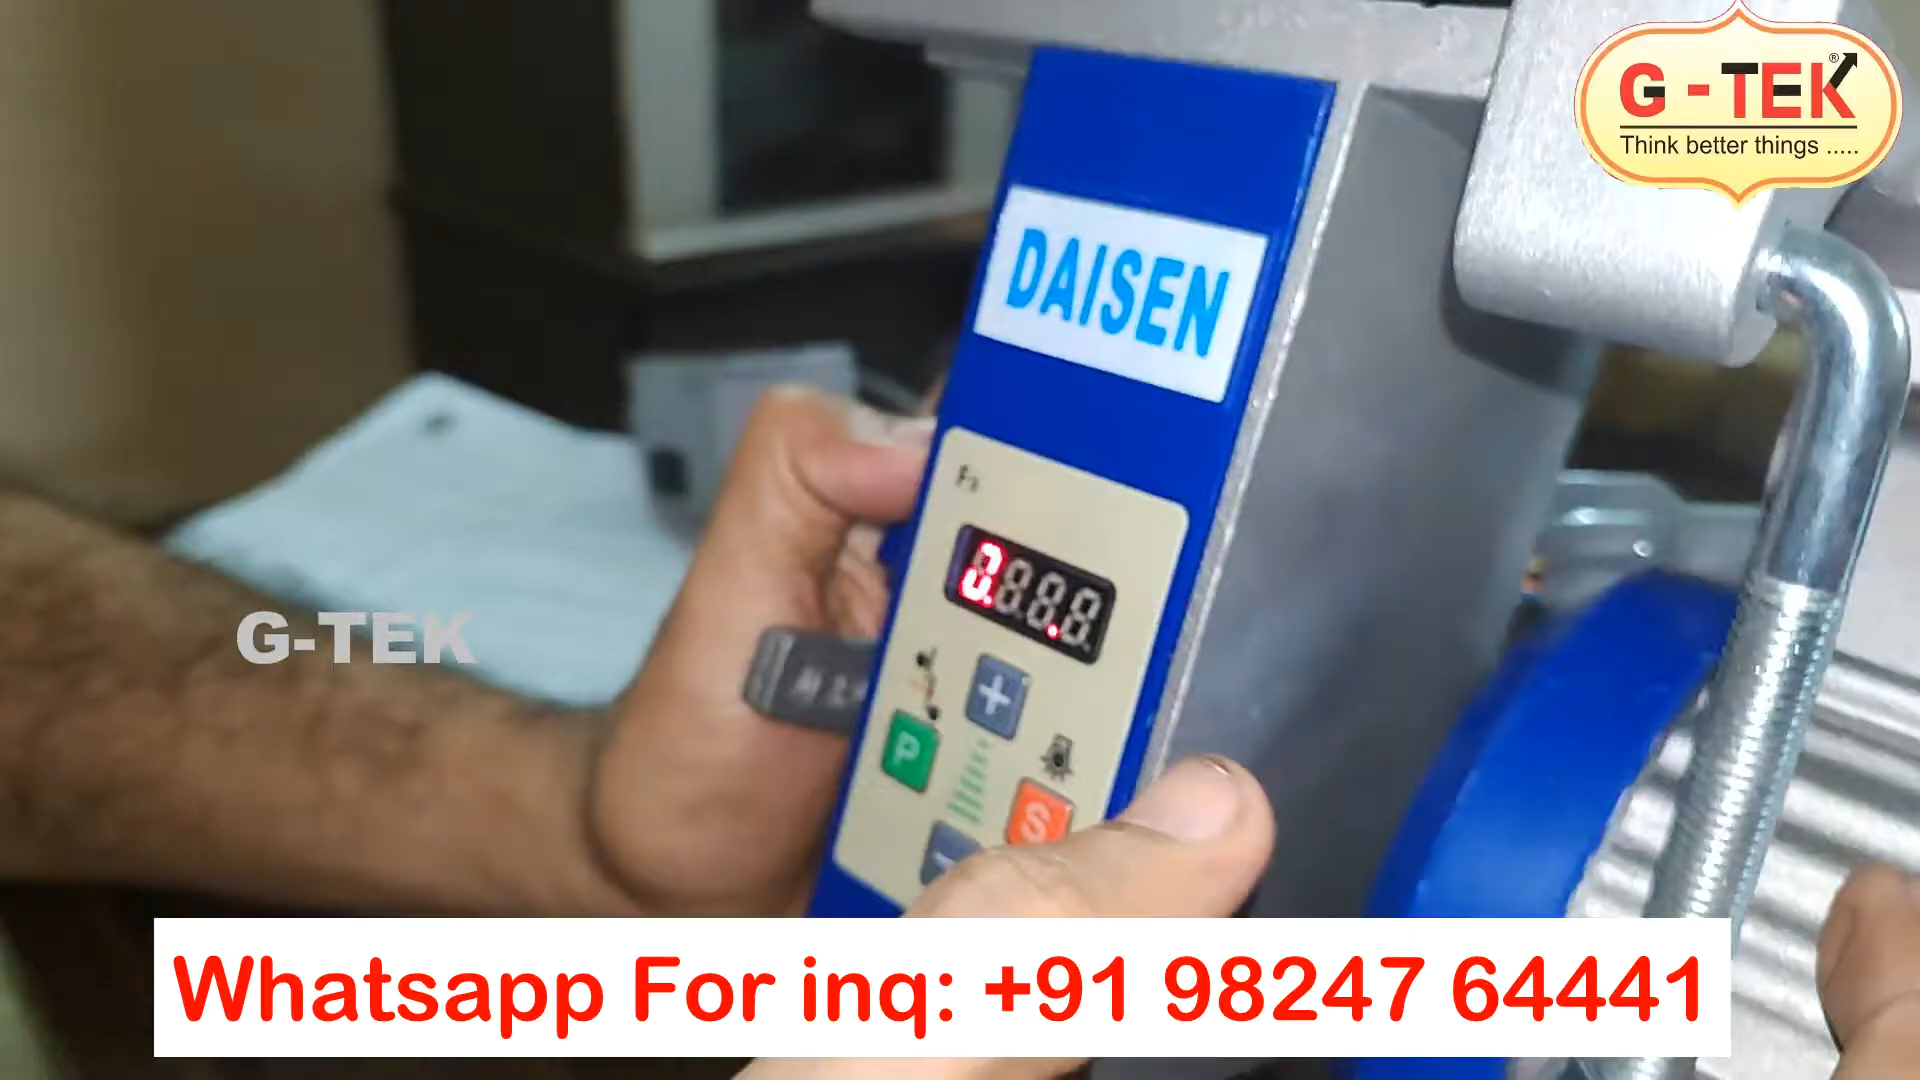 G-TEK®
Think better things .....
DAISEN
P
S
G-TEK
Whatsapp For inq: +91 98247 64441